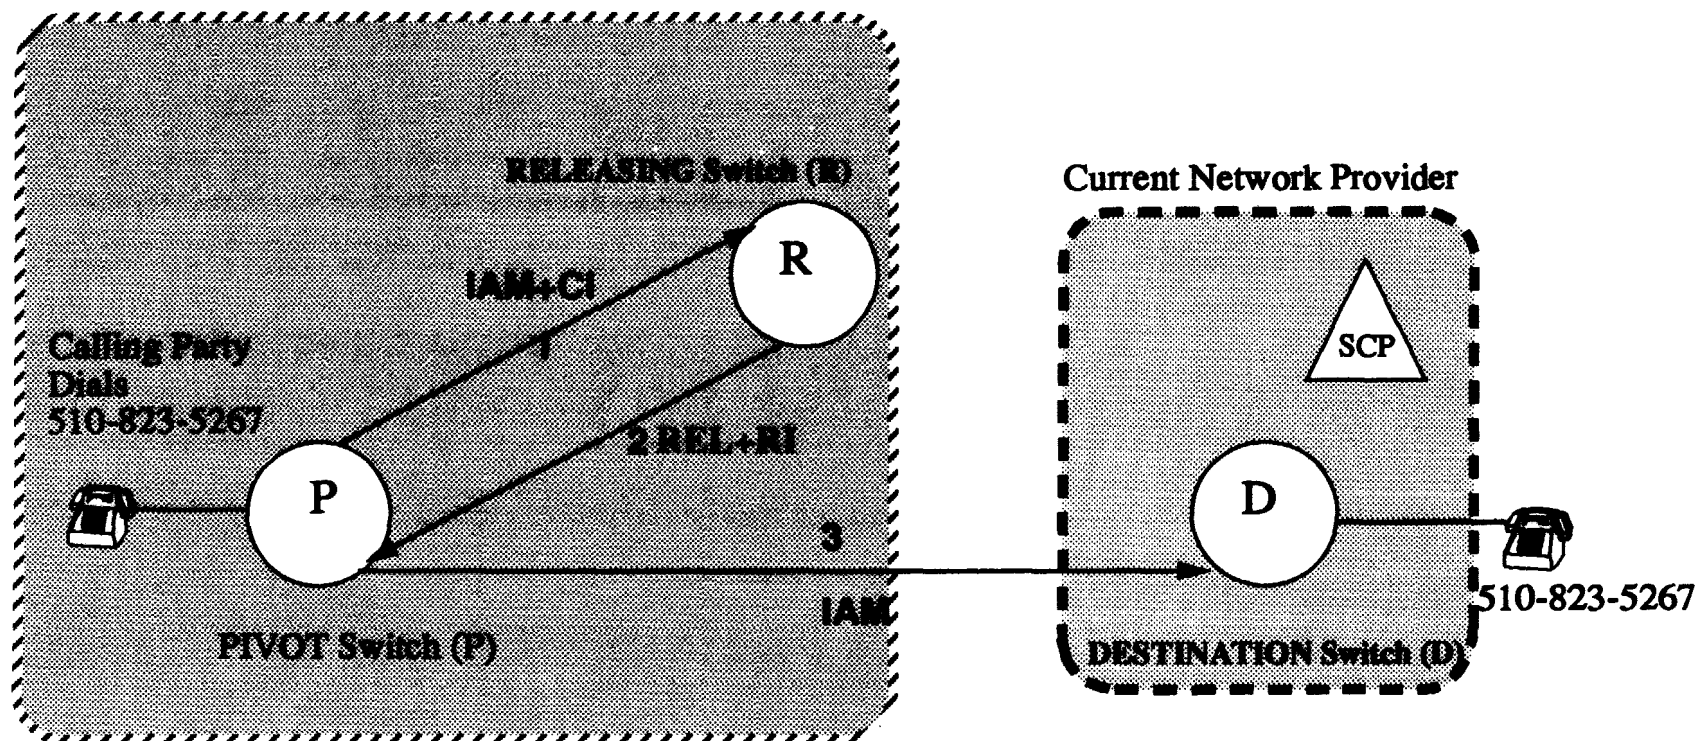 RELEASING Switch (R)
Current Network Provider
R
IAM+CI
1
SCP
Calling Party
Dials
510-823-5267
2 REL+RI
P
D
3
510-823-5267
IAM
PIVOT Switch (P)
DESTINATION Switch (D)